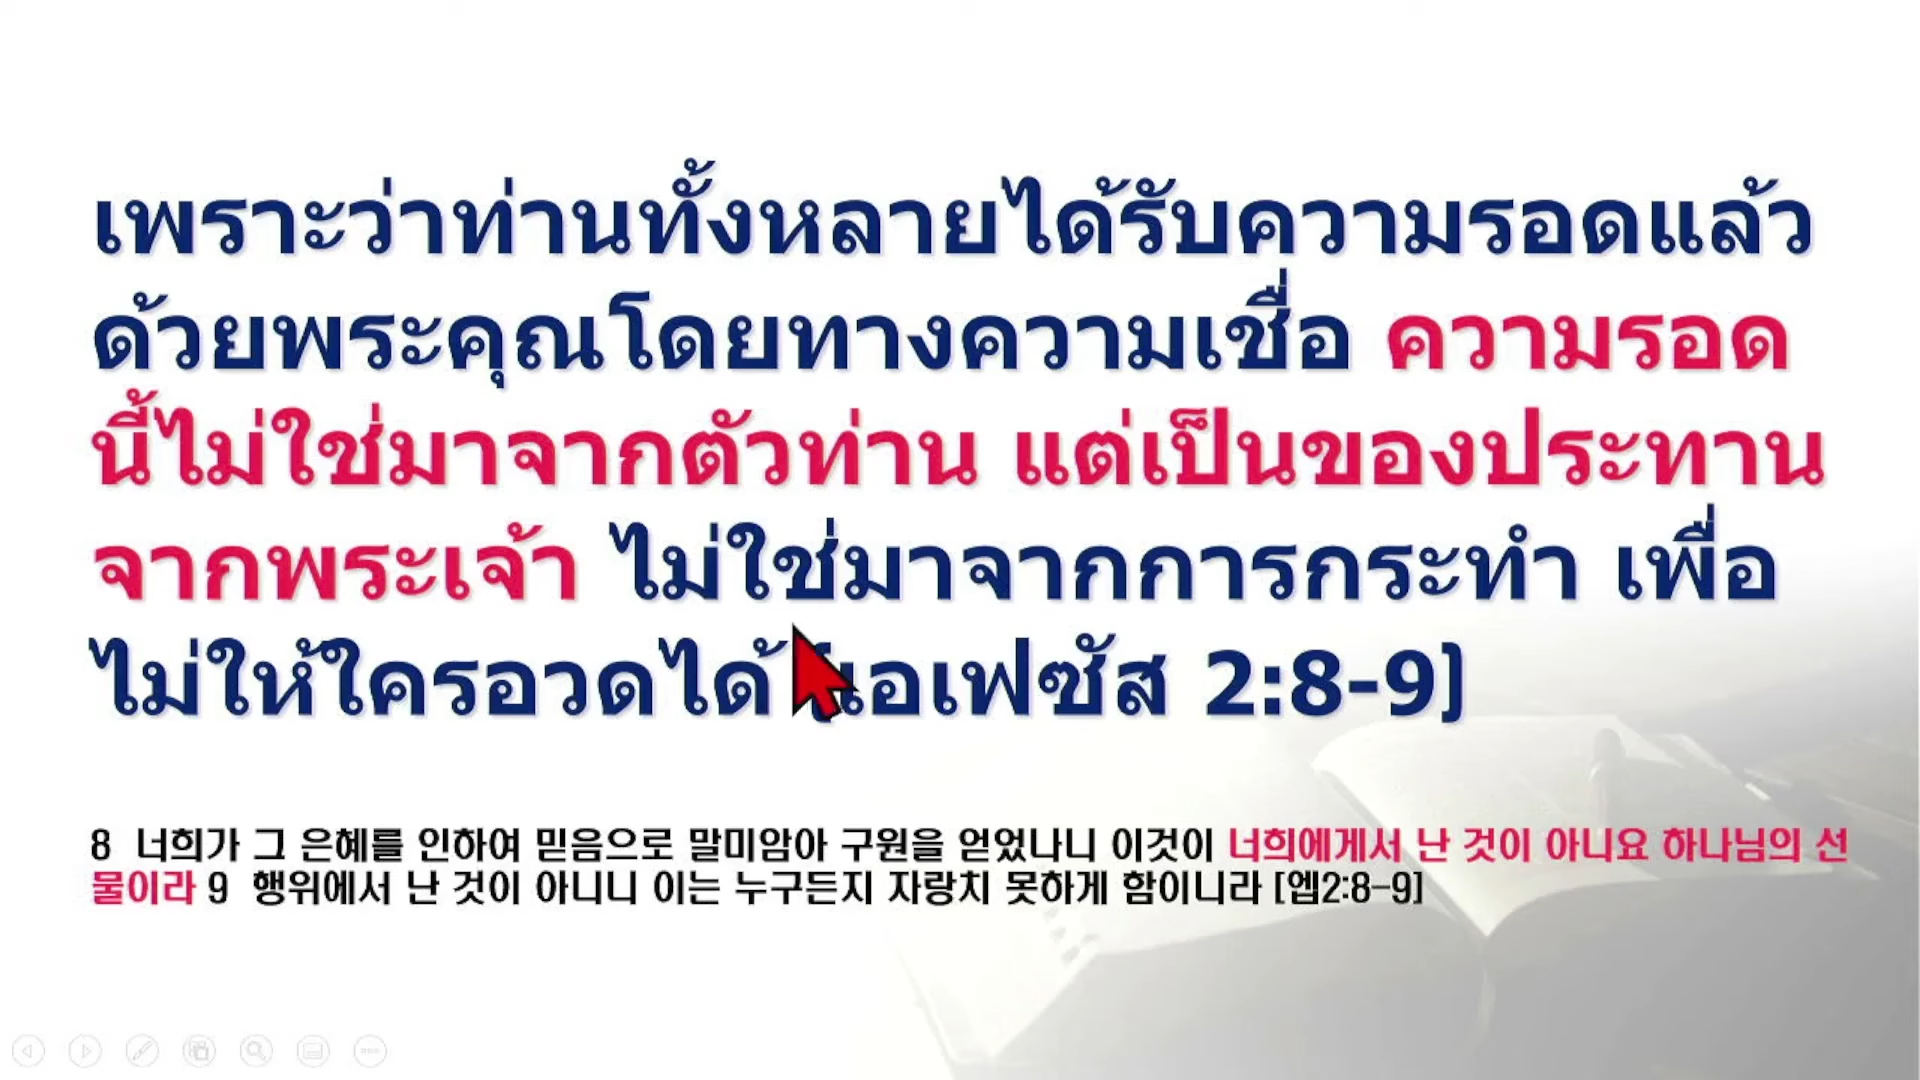 เพราะว่าท่านทั้งหลายได้รับความรอดแล้ว
ด้วยพระคุณโดยทางความเชื่อ ความรอด
นี้ไม่ใช่มาจากตัวท่าน แต่เป็นของประทาน
จากพระเจ้า ไม่ใช่มาจากการกระทำ เพื่อ
ไม่ให้ใครอวดได้ (เอเฟซัส 2:8-9)
8 너희가 그 은혜를 인하여 믿음으로 말미암아 구원을 얻었나니 이것이 너희에게서 난 것이 아니요 하나님의 선
물이라 9 행위에서 난 것이 아니니 이는 누구든지 자랑치 못하게 함이니라 [엡2:8-9]